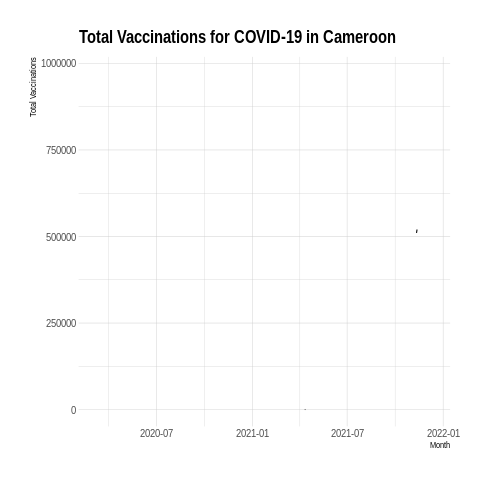 Total Vaccinations for COVID-19 in Cameroon
Total Vaccinations
1000000
750000
500000
250000
0
2020-07 2021-01 2021-07 2022-01
Month